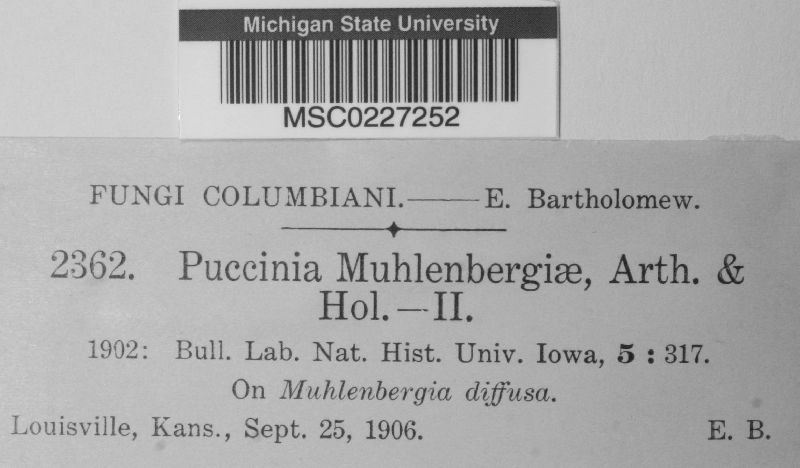 Michigan State University
MSC0227252
FUNGI COLUMBIANI.——E. Bartholomew.
2362. Puccinia Muhlenbergiæ, Arth. &
Hol.—II.
1902: Bull. Lab. Nat. Hist. Univ. Iowa, 5 : 317.
On Muhlenbergia diffusa.
Louisville, Kans., Sept. 25, 1906. E. B.